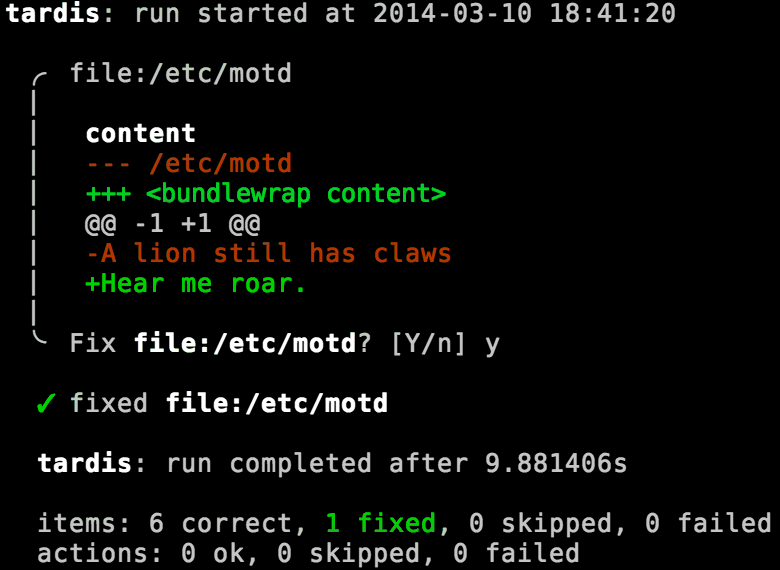 tardis: run started at 2014-03-10 18:41:20
file:/etc/motd
content
--- /etc/motd
+++ <bundlewrap content>
@@ -1 +1 @@
-A lion still has claws
+Hear me roar.
Fix file:/etc/motd? [Y/n] y
✓ fixed file:/etc/motd
tardis: run completed after 9.881406s
items: 6 correct, 1 fixed, 0 skipped, 0 failed
actions: 0 ok, 0 skipped, 0 failed